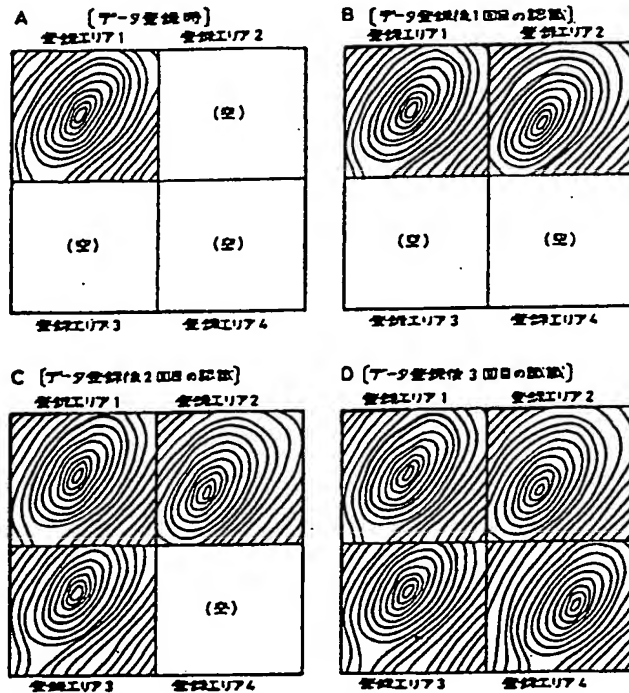 A 〔データ登録時〕
登録エリア1 登録エリア2
(空)
(空) (空)
登録エリア3 登録エリア4
B 〔データ登録後1回目の認識〕
登録エリア1 登録エリア2
(空) (空)
登録エリア3 登録エリア4
C 〔データ登録後2回目の認識〕
登録エリア1 登録エリア2
(空)
登録エリア3 登録エリア4
D 〔データ登録後3回目の認識〕
登録エリア1 登録エリア2
登録エリア3 登録エリア4